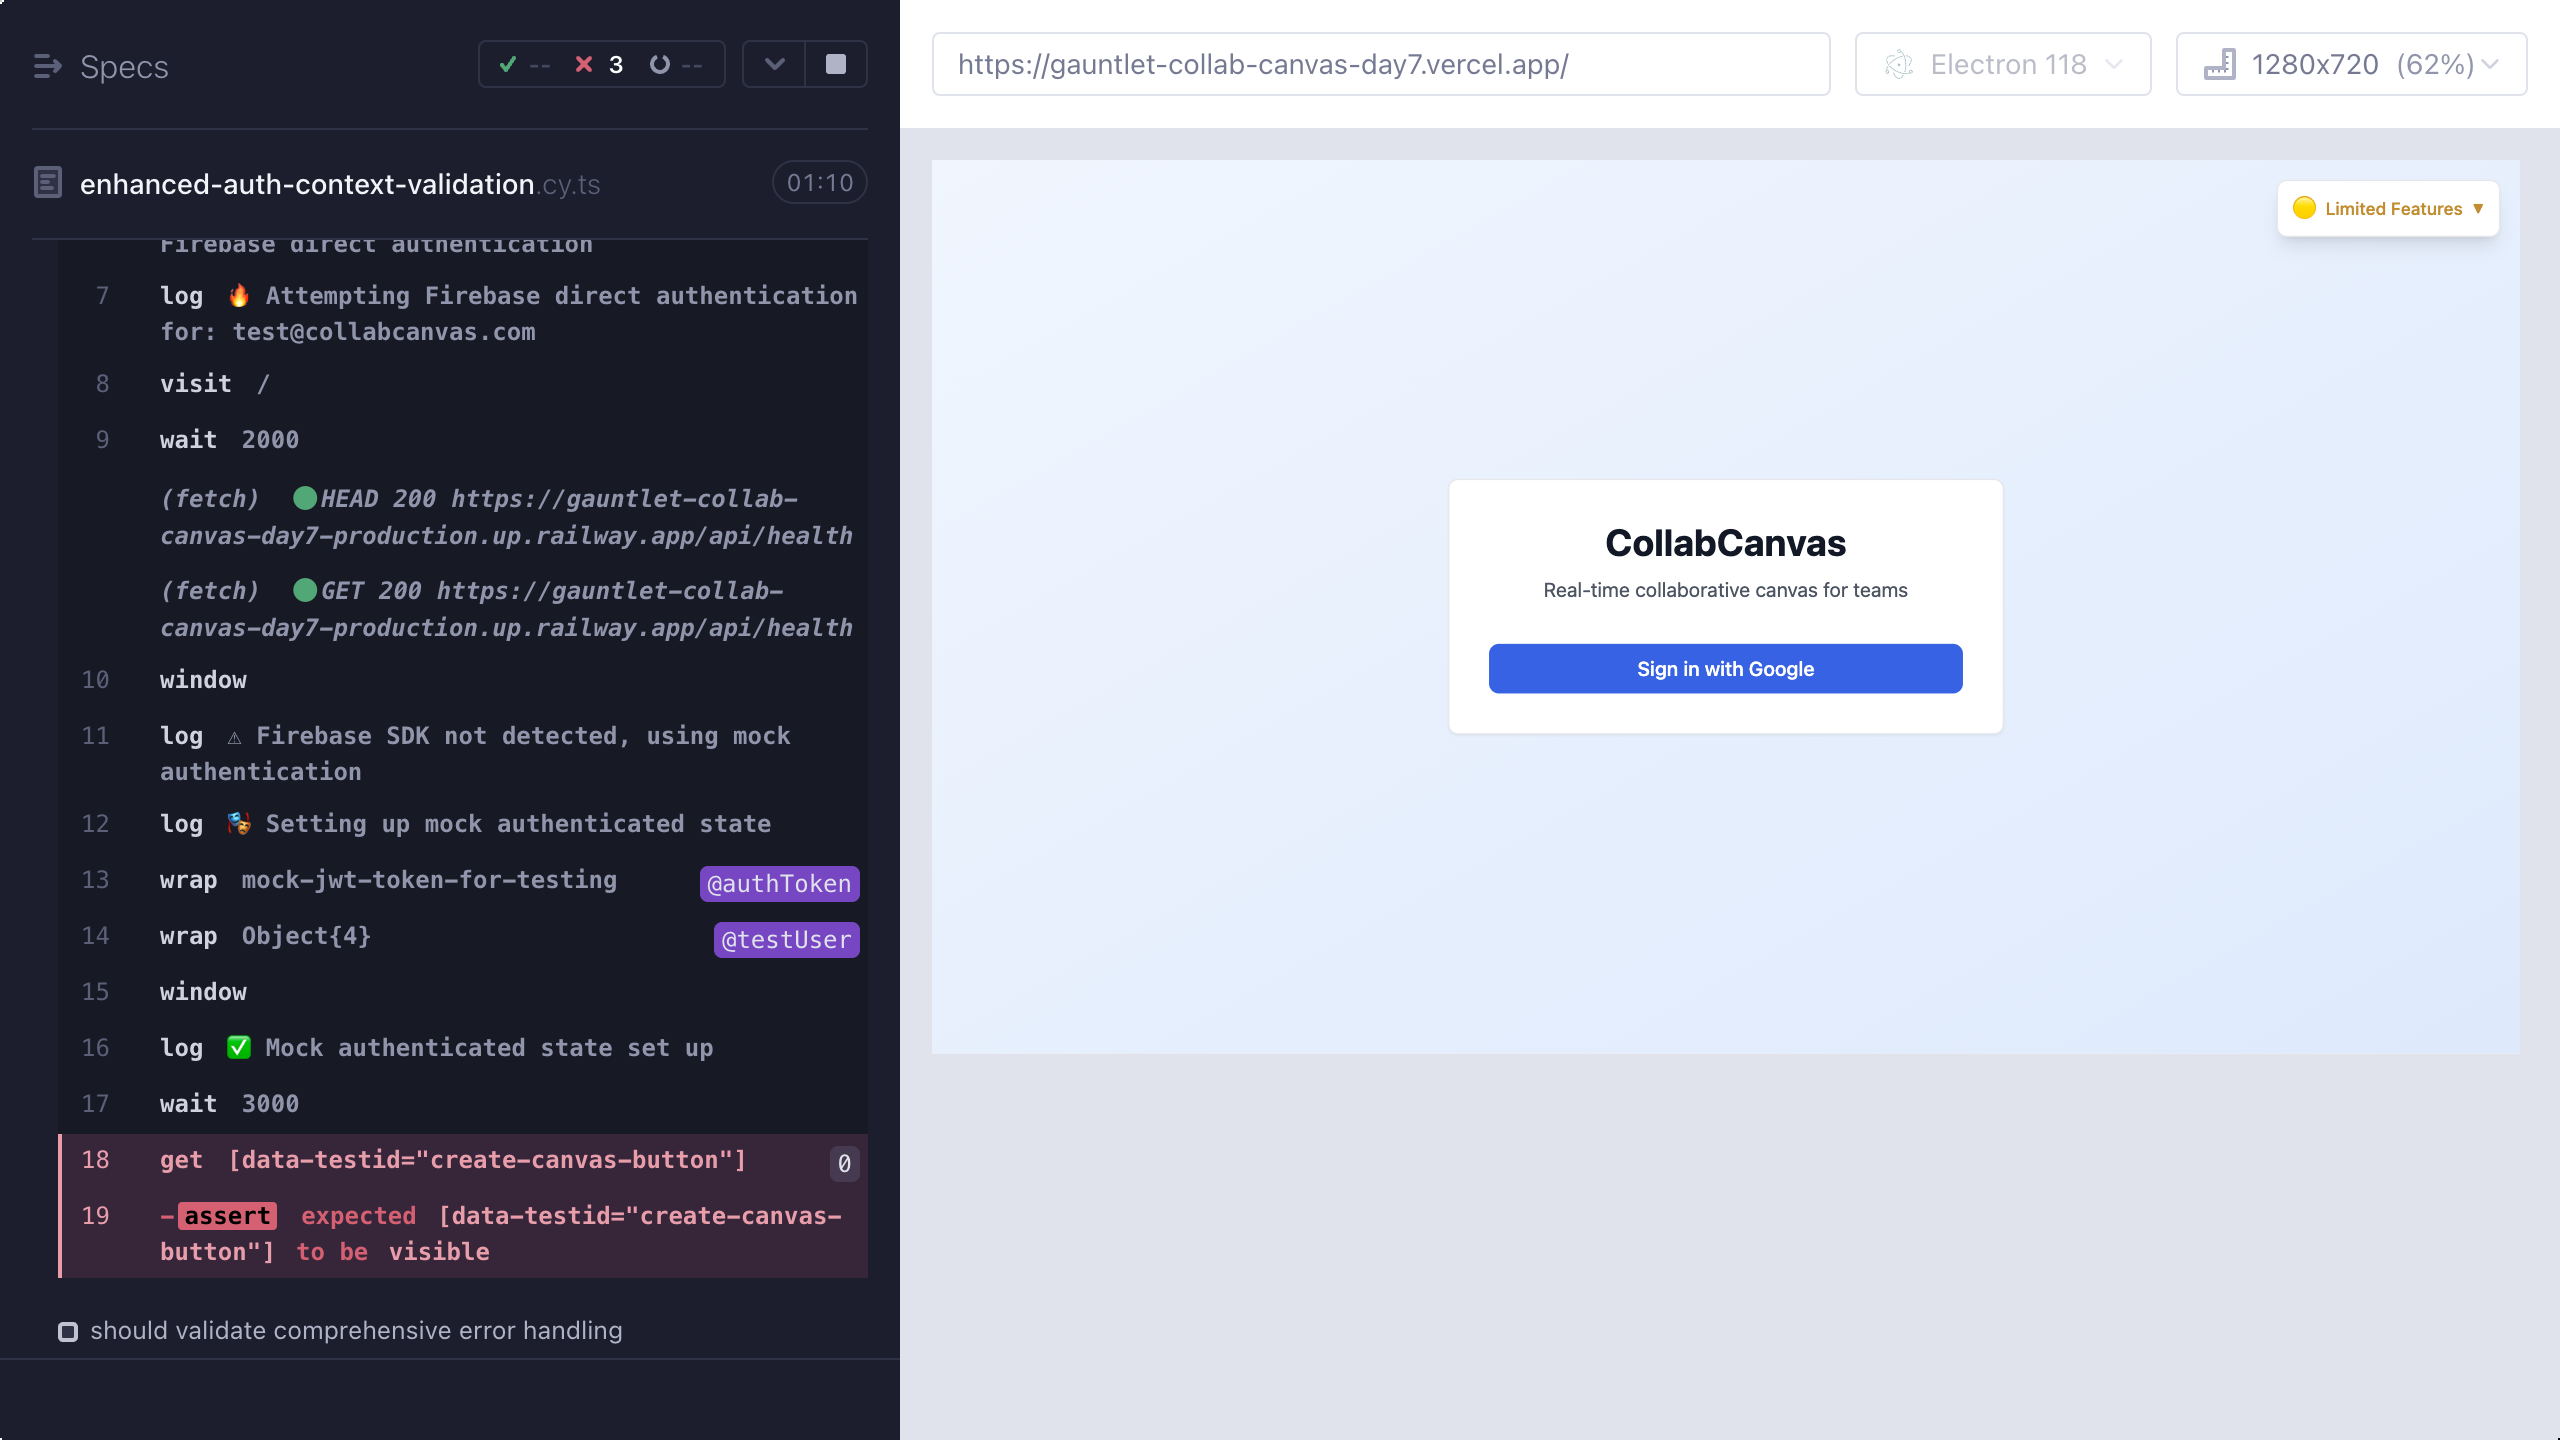 Specs
✓ -- ✕ 3 -- 
https://gauntlet-collab-canvas-day7.vercel.app/
Electron 118
1280x720 (62%)
enhanced-auth-context-validation.cy.ts
01:10
Firebase direct authentication
7 log 🔥 Attempting Firebase direct authentication
for: test@collabcanvas.com
8 visit /
9 wait 2000
(fetch) HEAD 200 https://gauntlet-collab-
canvas-day7-production.up.railway.app/api/health
(fetch) GET 200 https://gauntlet-collab-
canvas-day7-production.up.railway.app/api/health
10 window
11 log ⚠ Firebase SDK not detected, using mock
authentication
12 log 🎭 Setting up mock authenticated state
13 wrap mock-jwt-token-for-testing @authToken
14 wrap Object{4} @testUser
15 window
16 log ✅ Mock authenticated state set up
17 wait 3000
18 get [data-testid="create-canvas-button"] 0
19 -assert expected [data-testid="create-canvas-
button"] to be visible
should validate comprehensive error handling
Limited Features ▼
CollabCanvas
Real-time collaborative canvas for teams
Sign in with Google